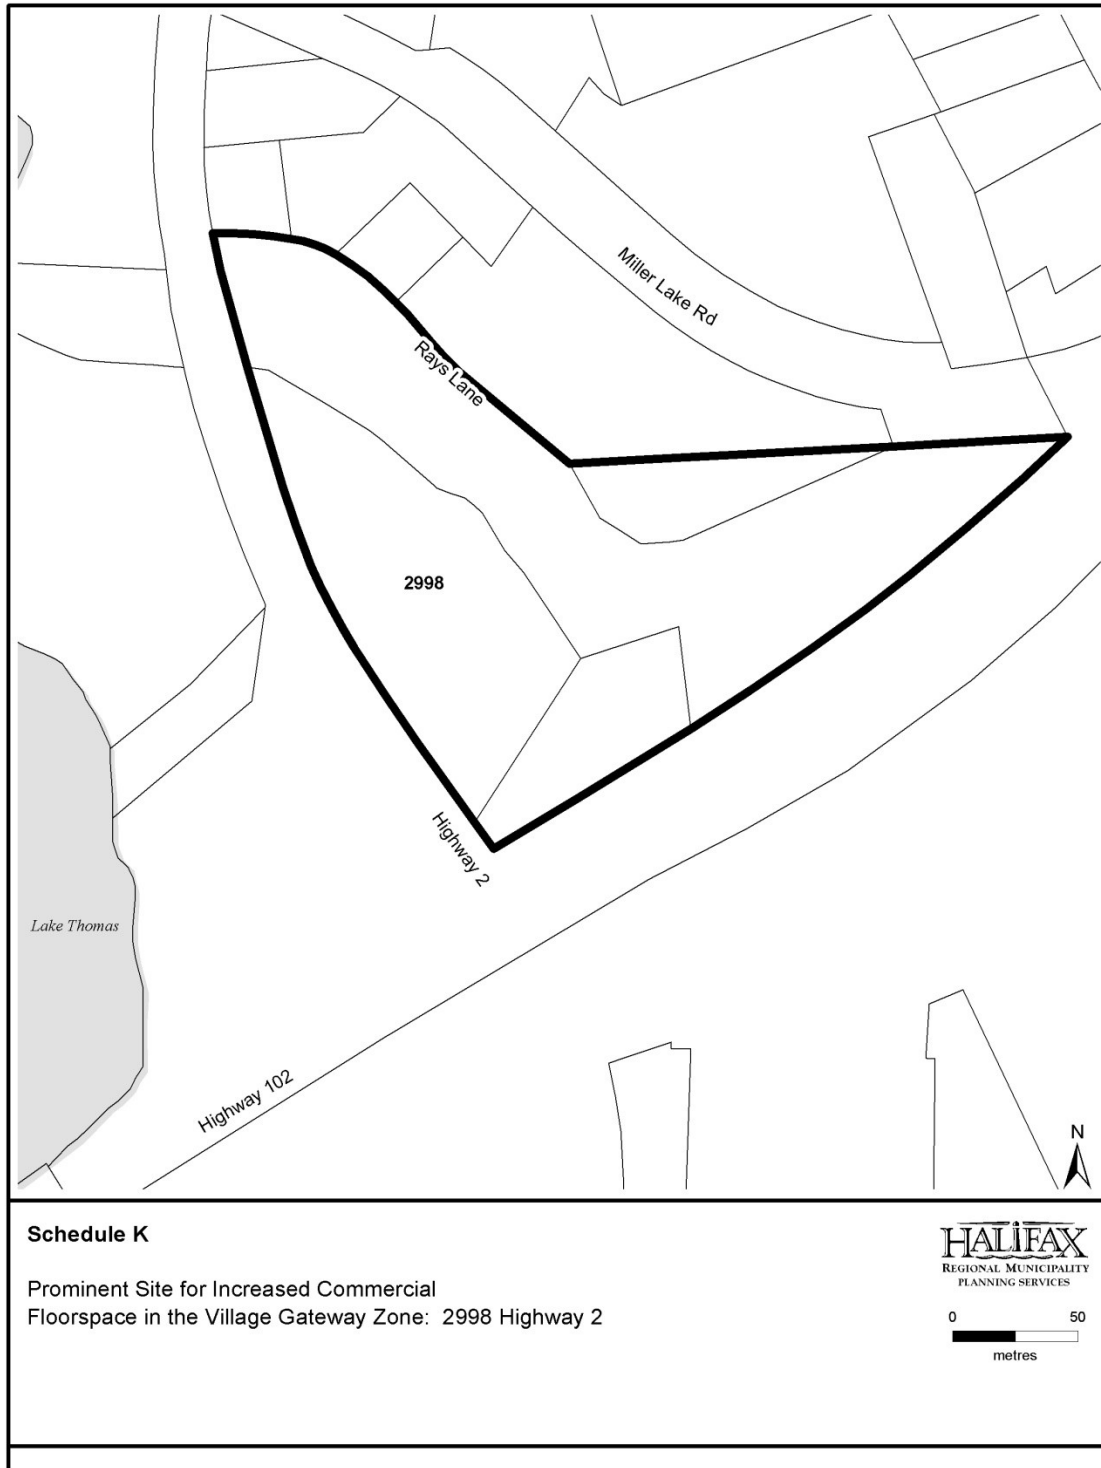 Miller Lake Rd
Rays Lane
2998
Highway 2
Lake Thomas
Highway 102
N
Schedule K
Prominent Site for Increased Commercial
Floorspace in the Village Gateway Zone: 2998 Highway 2
HALIFAX
REGIONAL MUNICIPALITY
PLANNING SERVICES
0 50
metres